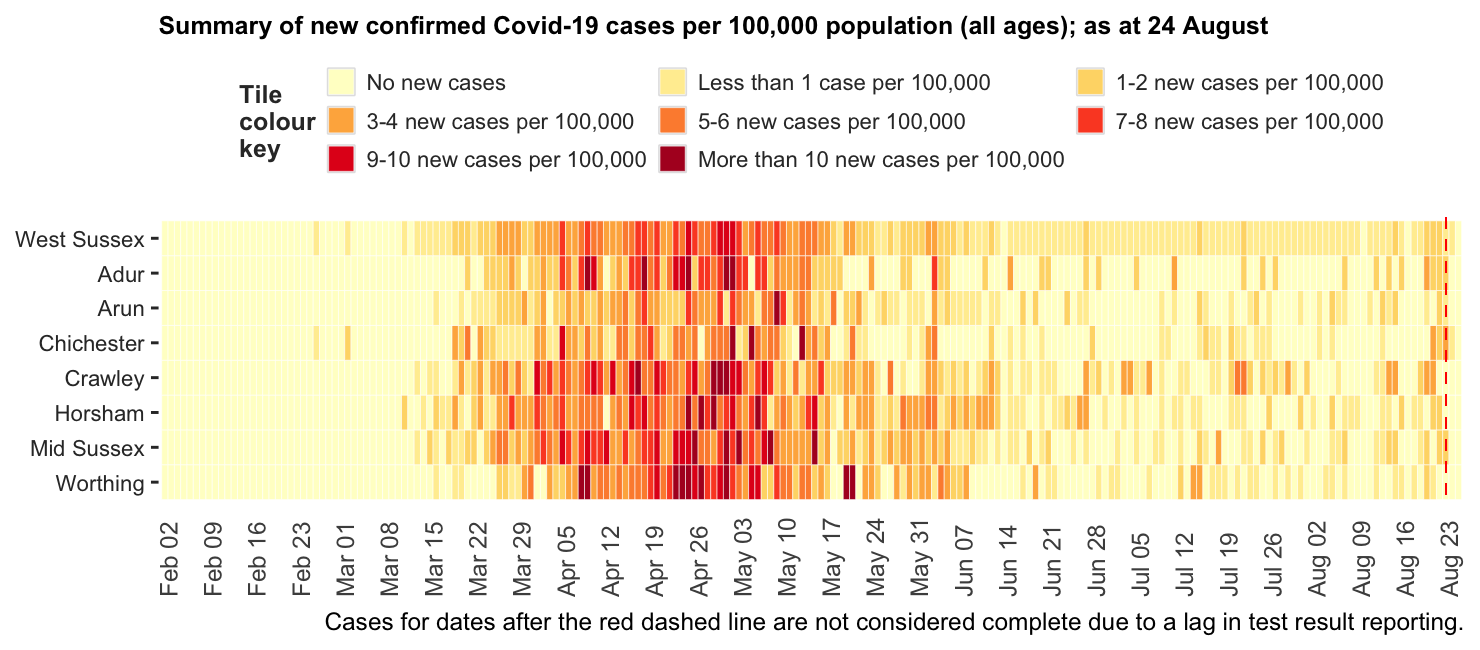 Summary of new confirmed Covid-19 cases per 100,000 population (all ages); as at 24 August
Tile
colour
key
No new cases
Less than 1 case per 100,000
1-2 new cases per 100,000
3-4 new cases per 100,000
5-6 new cases per 100,000
7-8 new cases per 100,000
9-10 new cases per 100,000
More than 10 new cases per 100,000
West Sussex
Adur
Arun
Chichester
Crawley
Horsham
Mid Sussex
Worthing
Feb 02
Feb 09
Feb 16
Feb 23
Mar 01
Mar 08
Mar 15
Mar 22
Mar 29
Apr 05
Apr 12
Apr 19
Apr 26
May 03
May 10
May 17
May 24
May 31
Jun 07
Jun 14
Jun 21
Jun 28
Jul 05
Jul 12
Jul 19
Jul 26
Aug 02
Aug 09
Aug 16
Aug 23
Cases for dates after the red dashed line are not considered complete due to a lag in test result reporting.